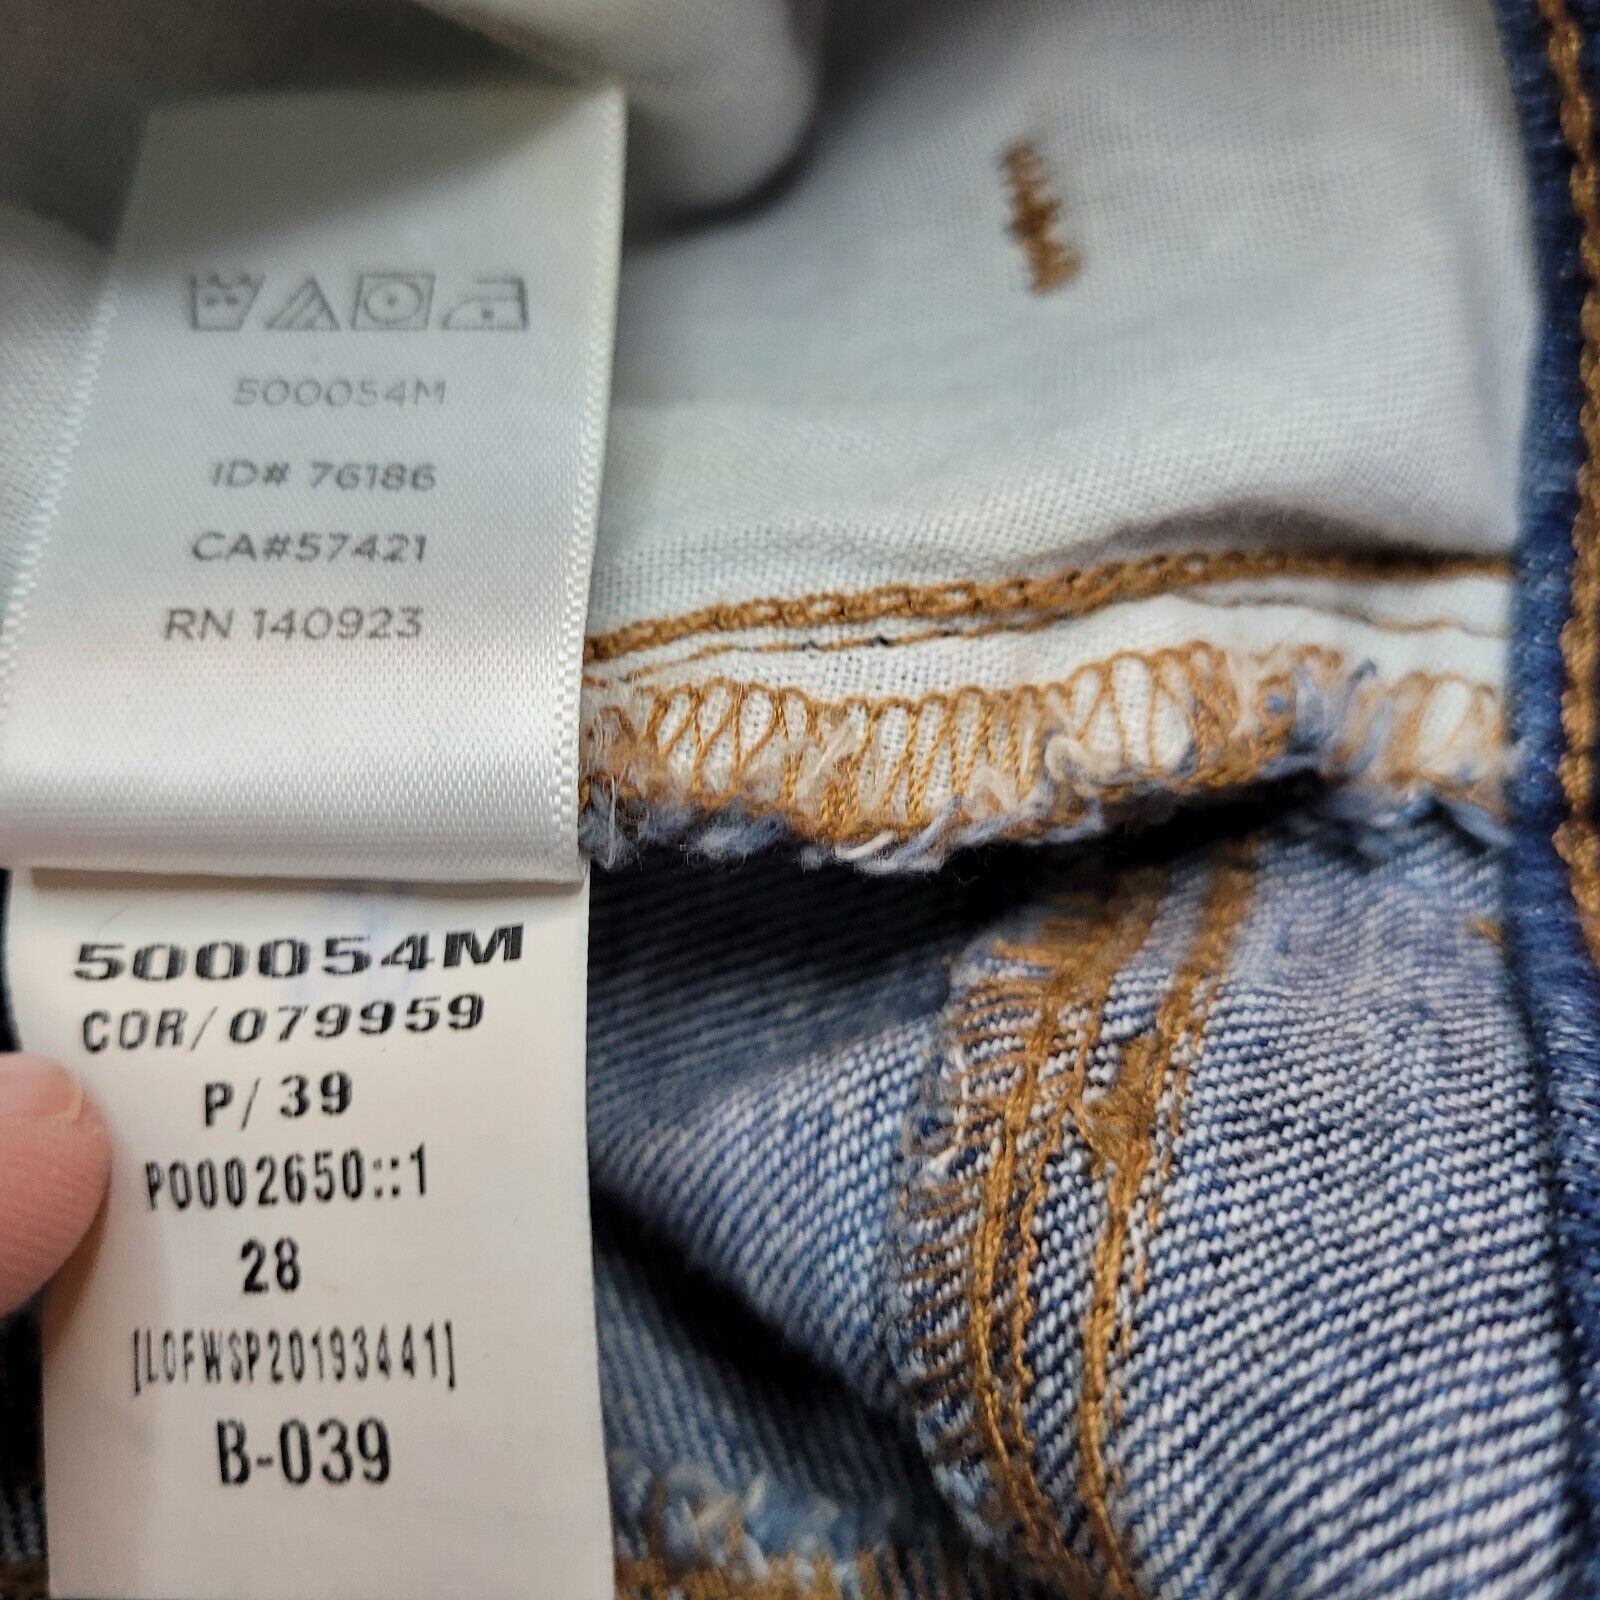 500054M
ID# 76186
CA#57421
RN 140923
500054M
COR/079959
P/39
P0002650::1
28
[LOFWSP20193441]
B-039